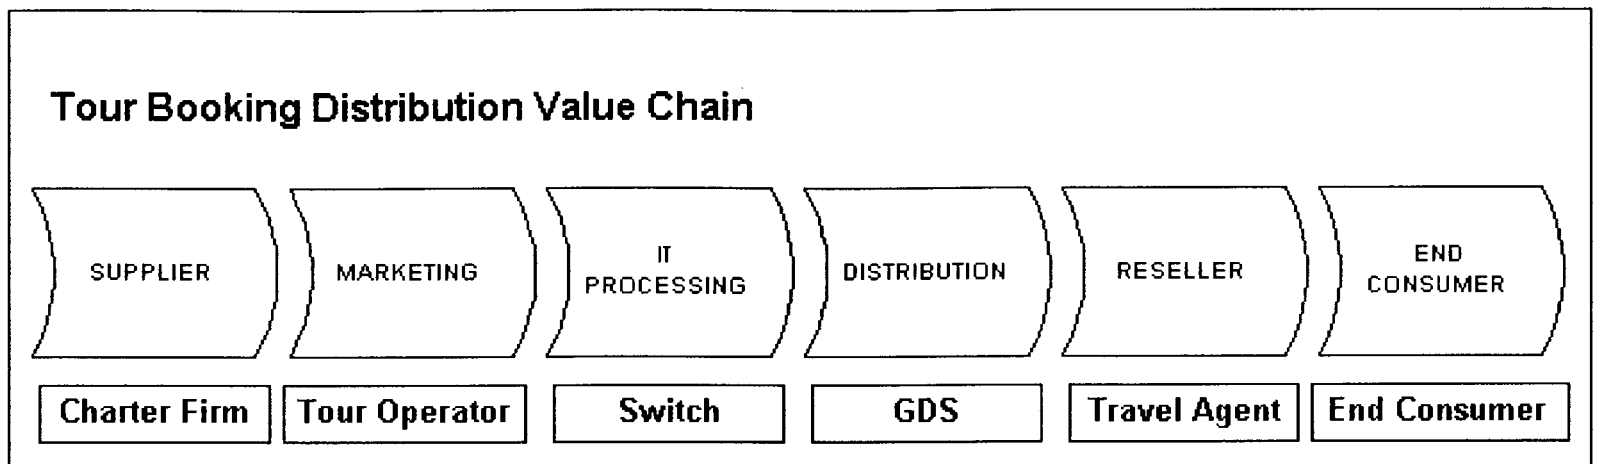 Tour Booking Distribution Value Chain
SUPPLIER
MARKETING
IT
PROCESSING
DISTRIBUTION
RESELLER
END
CONSUMER
Charter Firm
Tour Operator
Switch
GDS
Travel Agent
End Consumer